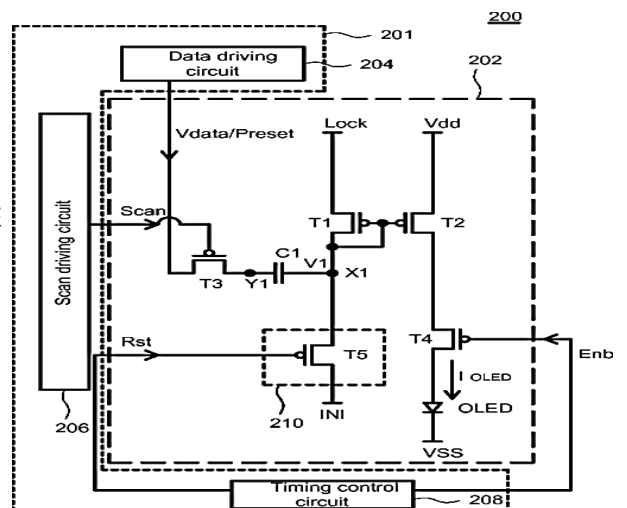 200
201
Data driving
circuit
204
202
Vdata/Preset
Lock
Vdd
Scan driving circuit
Scan
T1
T2
C1
V1
X1
T3
Y1
T4
Rst
T5
Enb
I OLED
210
INI
OLED
206
VSS
Timing control
circuit
208